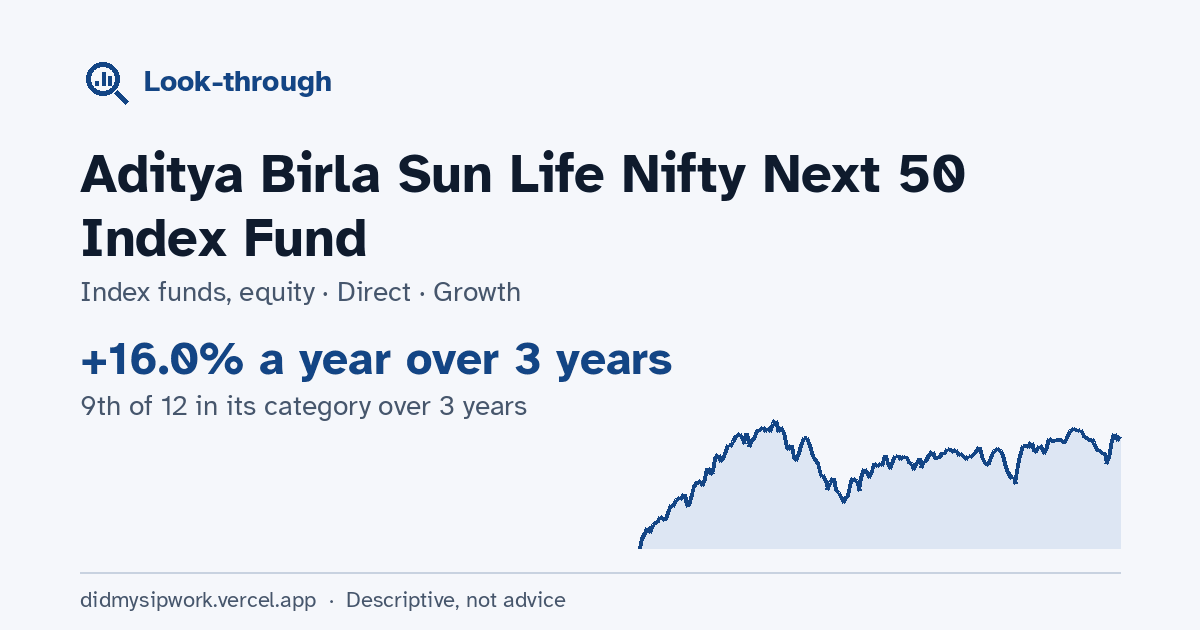 Look-through
Aditya Birla Sun Life Nifty Next 50
Index Fund
Index funds, equity · Direct · Growth
+16.0% a year over 3 years
9th of 12 in its category over 3 years
didmysipwork.vercel.app · Descriptive, not advice